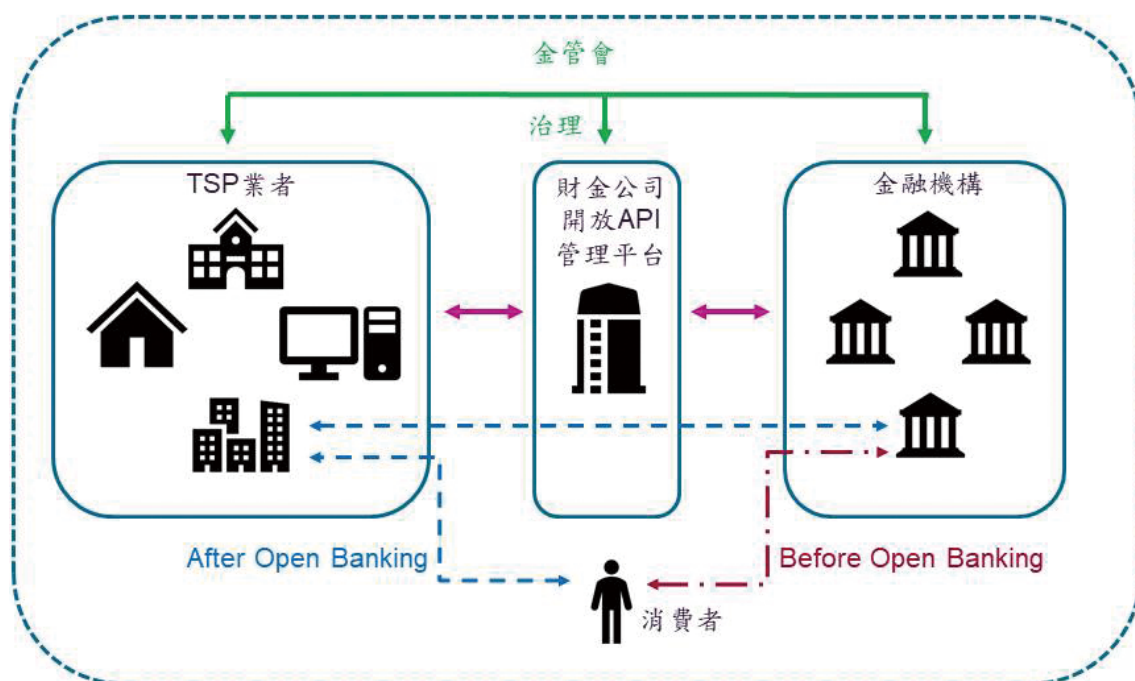 金管會
治理
TSP業者
財金公司
開放API
管理平台
金融機構
After Open Banking
Before Open Banking
消費者